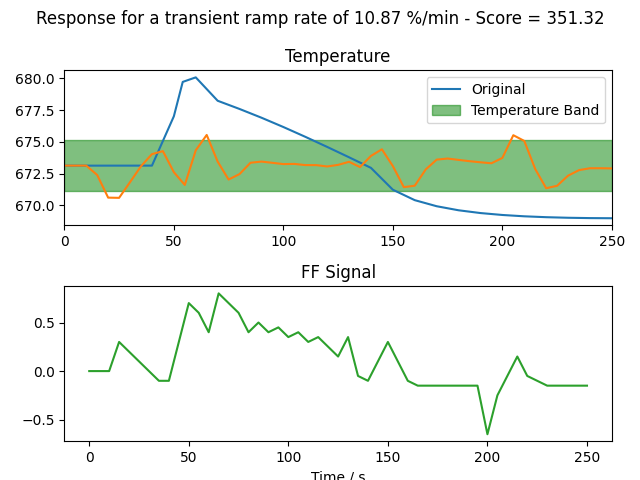 Response for a transient ramp rate of 10.87 %/min - Score = 351.32
Temperature
680.0
677.5
675.0
672.5
670.0
Original
Temperature Band
0 50 100 150 200 250
FF Signal
0.5
0.0
−0.5
0 50 100 150 200 250
Time / s